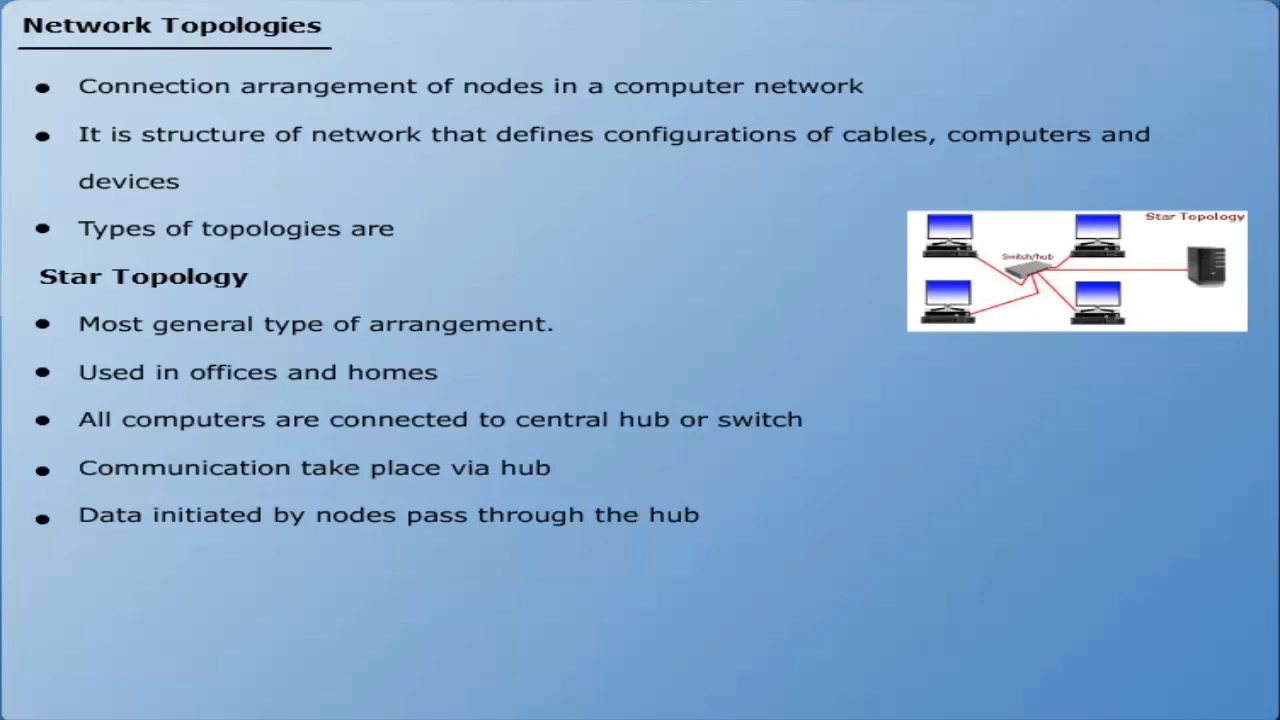 Network Topologies
Connection arrangement of nodes in a computer network
It is structure of network that defines configurations of cables, computers and
devices
Types of topologies are
Star Topology
Switch/hub
Star Topology
Most general type of arrangement.
Used in offices and homes
All computers are connected to central hub or switch
Communication take place via hub
Data initiated by nodes pass through the hub